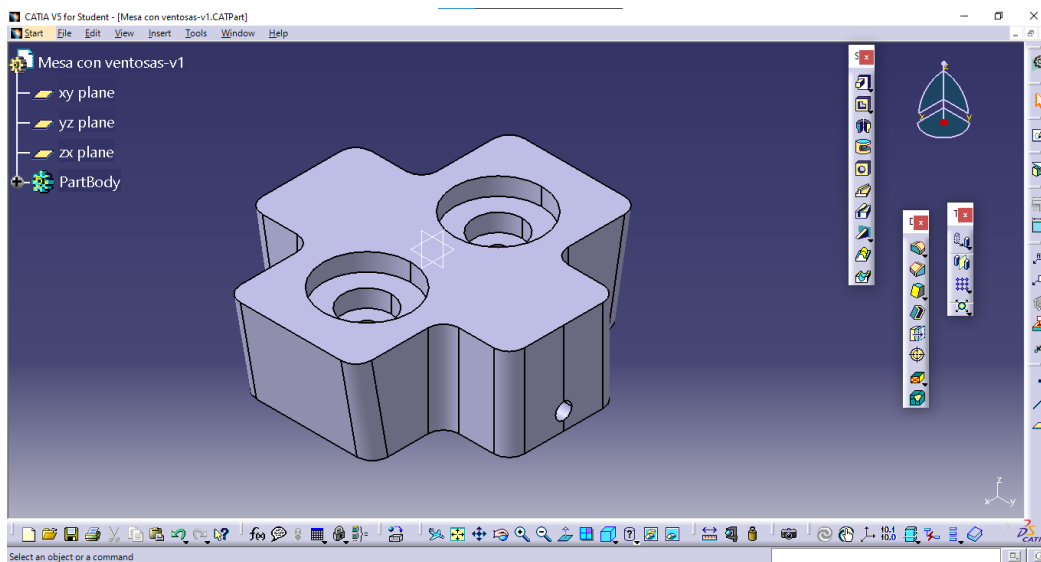 CATIA V5 for Student - [Mesa con ventosas-v1.CATPart]
Start File Edit View Insert Tools Window Help
Mesa con ventosas-v1
xy plane
yz plane
zx plane
PartBody
z
x
y
Select an object or a command